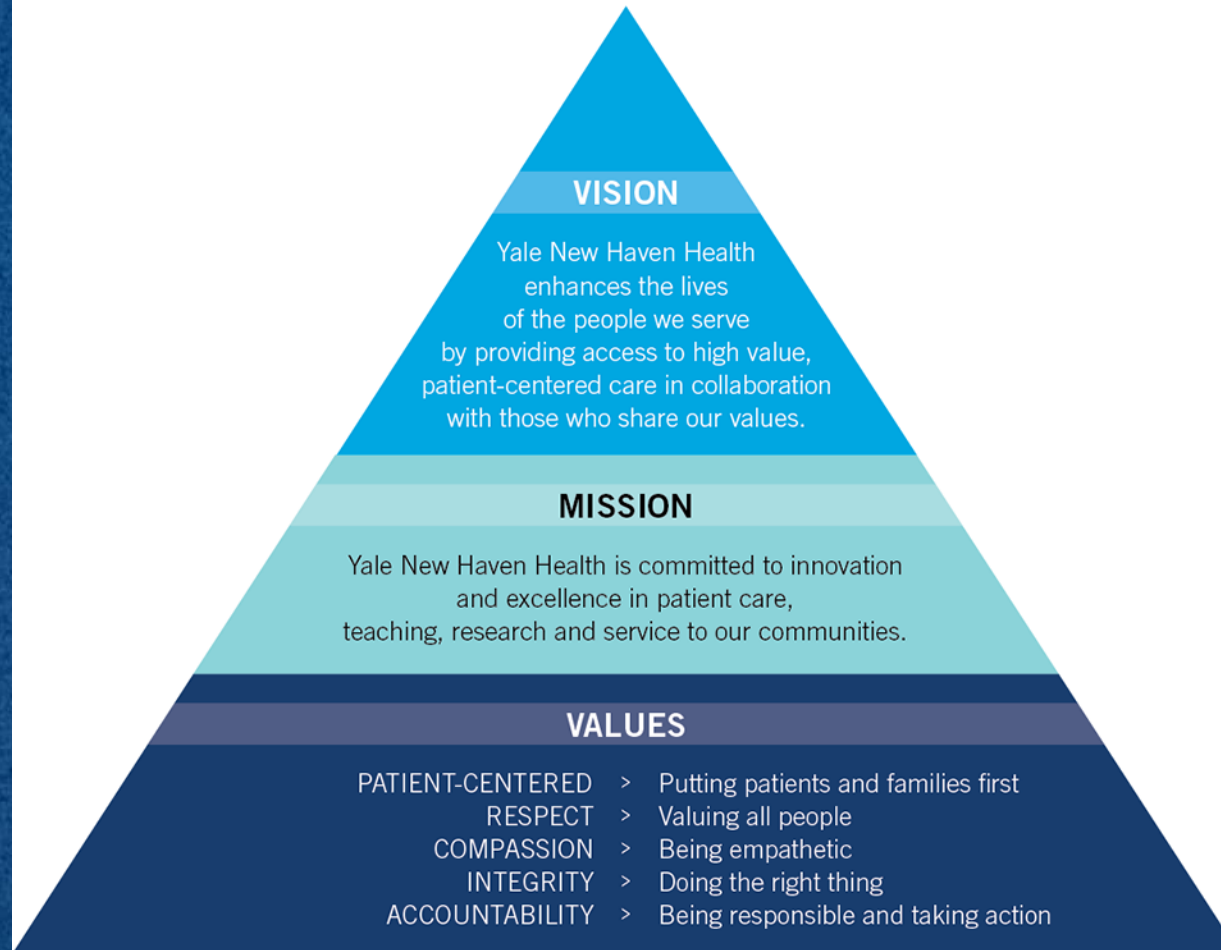 VISION
Yale New Haven Health
enhances the lives
of the people we serve
by providing access to high value,
patient-centered care in collaboration
with those who share our values.
MISSION
Yale New Haven Health is committed to innovation
and excellence in patient care,
teaching, research and service to our communities.
VALUES
PATIENT-CENTERED > Putting patients and families first
RESPECT > Valuing all people
COMPASSION > Being empathetic
INTEGRITY > Doing the right thing
ACCOUNTABILITY > Being responsible and taking action